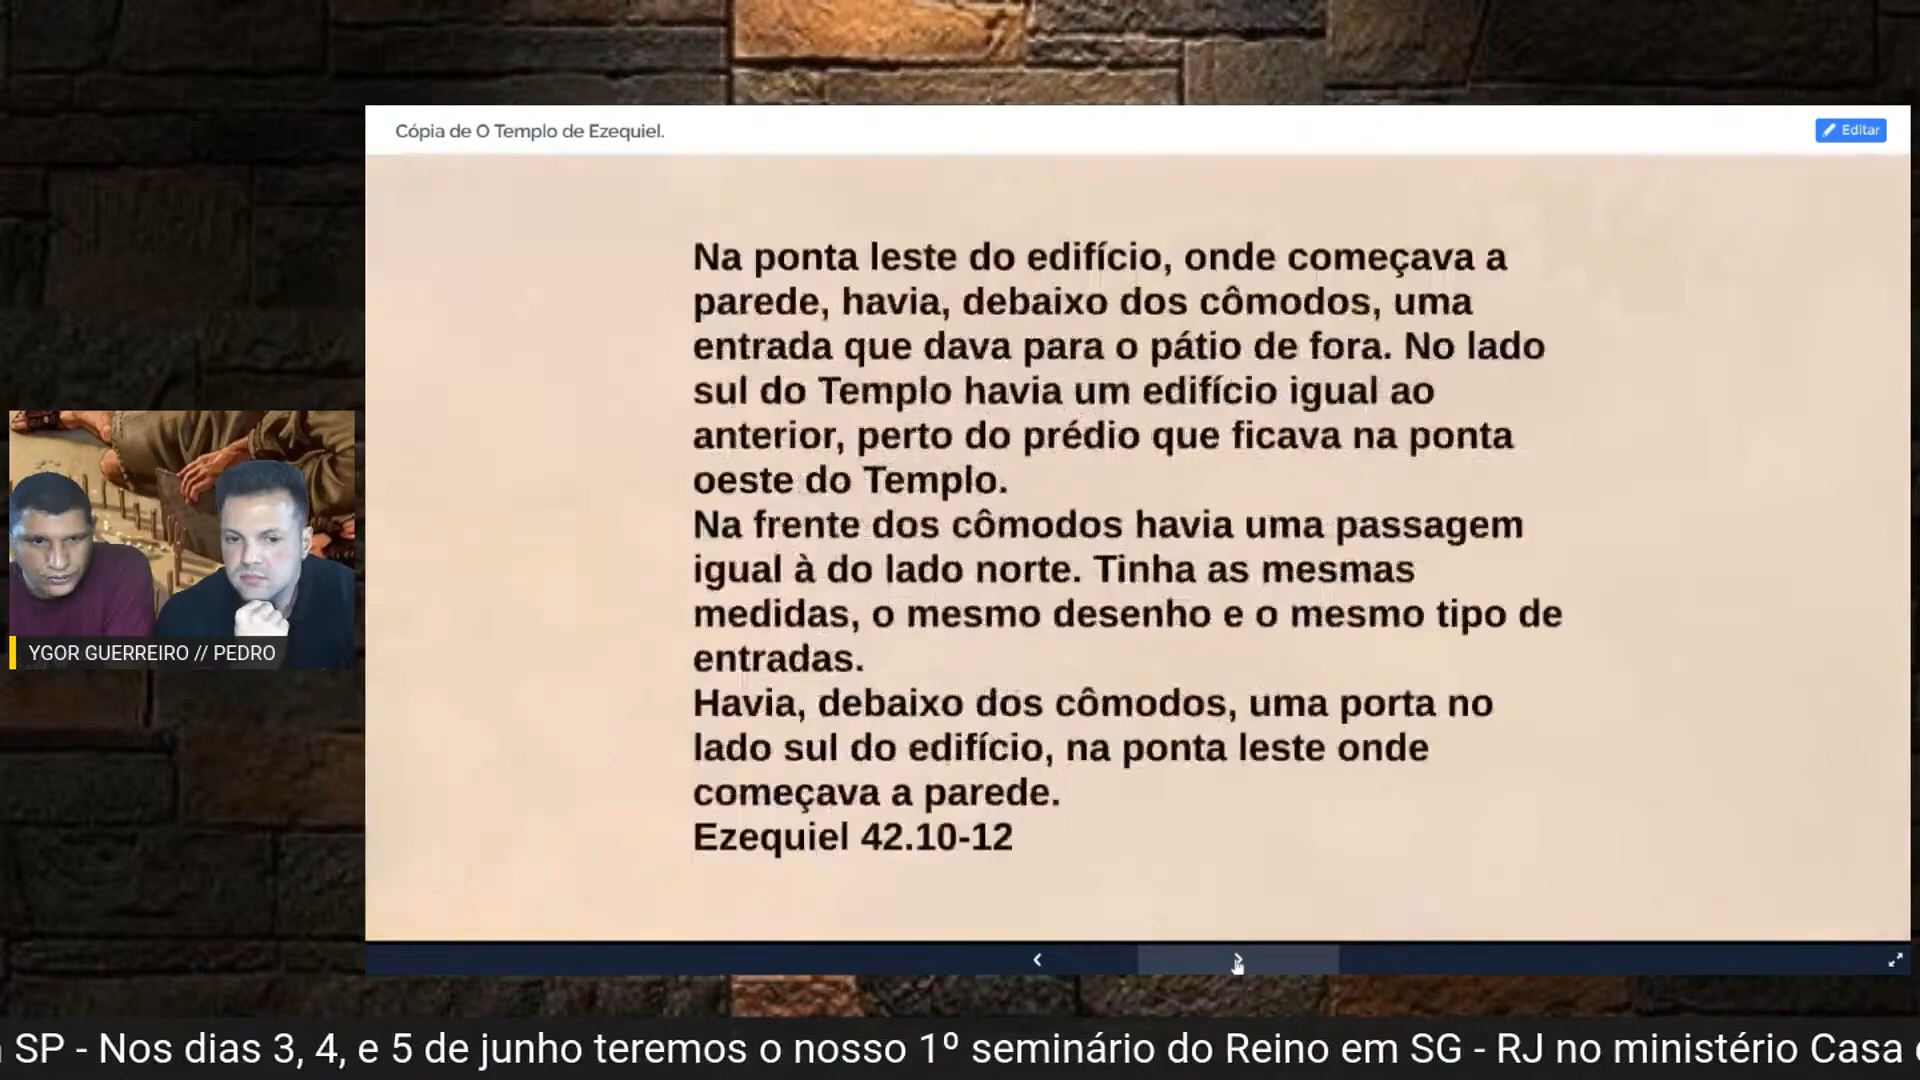 Cópia de O Templo de Ezequiel.
Editar
Na ponta leste do edifício, onde começava a
parede, havia, debaixo dos cômodos, uma
entrada que dava para o pátio de fora. No lado
sul do Templo havia um edifício igual ao
anterior, perto do prédio que ficava na ponta
oeste do Templo.
Na frente dos cômodos havia uma passagem
igual à do lado norte. Tinha as mesmas
medidas, o mesmo desenho e o mesmo tipo de
entradas.
Havia, debaixo dos cômodos, uma porta no
lado sul do edifício, na ponta leste onde
começava a parede.
Ezequiel 42.10-12
YGOR GUERREIRO // PEDRO
SP - Nos dias 3, 4, e 5 de junho teremos o nosso 1º seminário do Reino em SG - RJ no ministério Casa